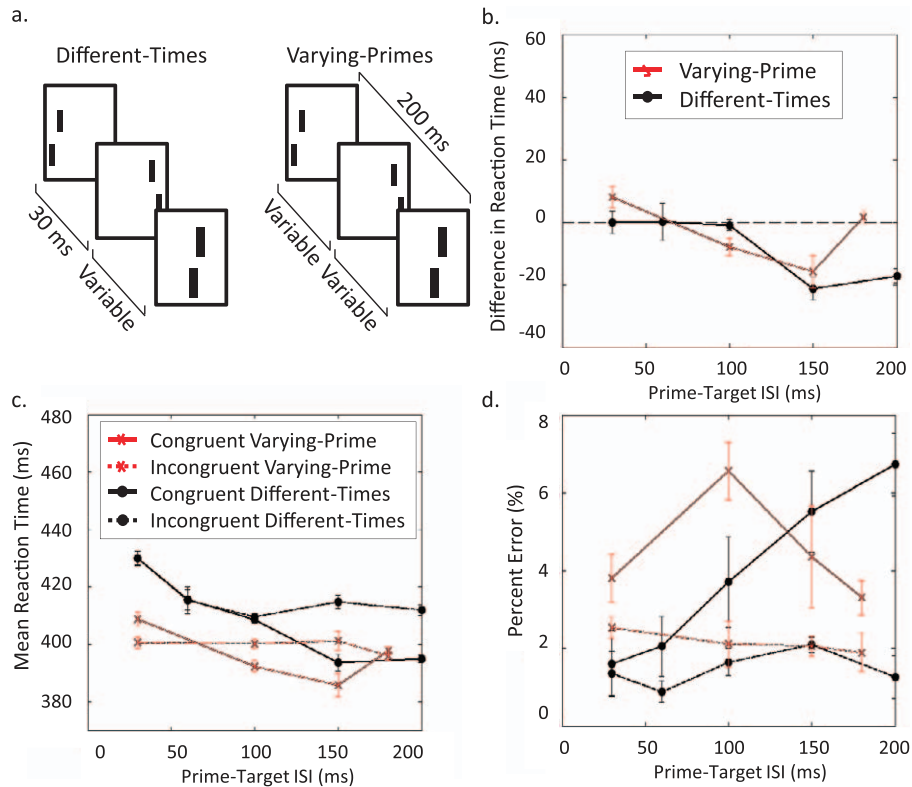 a.
Different-Times
Varying-Primes
200 ms
30 ms
Variable
Variable
Variable
b.
60
40
20
0
-20
-40
Difference in Reaction Time (ms)
Varying-Prime
Different-Times
0
50
100
150
200
Prime-Target ISI (ms)
c.
480
460
440
420
400
380
Mean Reaction Time (ms)
Congruent Varying-Prime
Incongruent Varying-Prime
Congruent Different-Times
Incongruent Different-Times
0
50
100
150
200
Prime-Target ISI (ms)
d.
8
6
4
2
0
Percent Error (%)
0
50
100
150
200
Prime-Target ISI (ms)